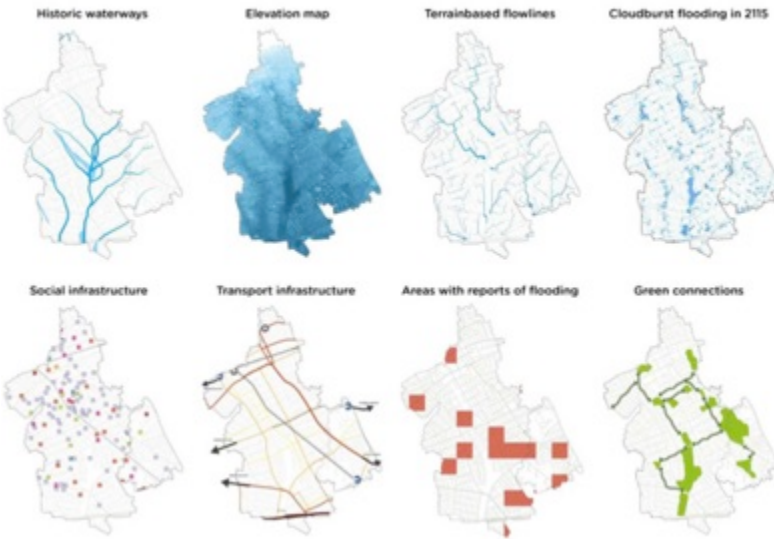 Historic waterways
Elevation map
Terrainbased flowlines
Cloudburst flooding in 2115
Social infrastructure
Transport infrastructure
Areas with reports of flooding
Green connections